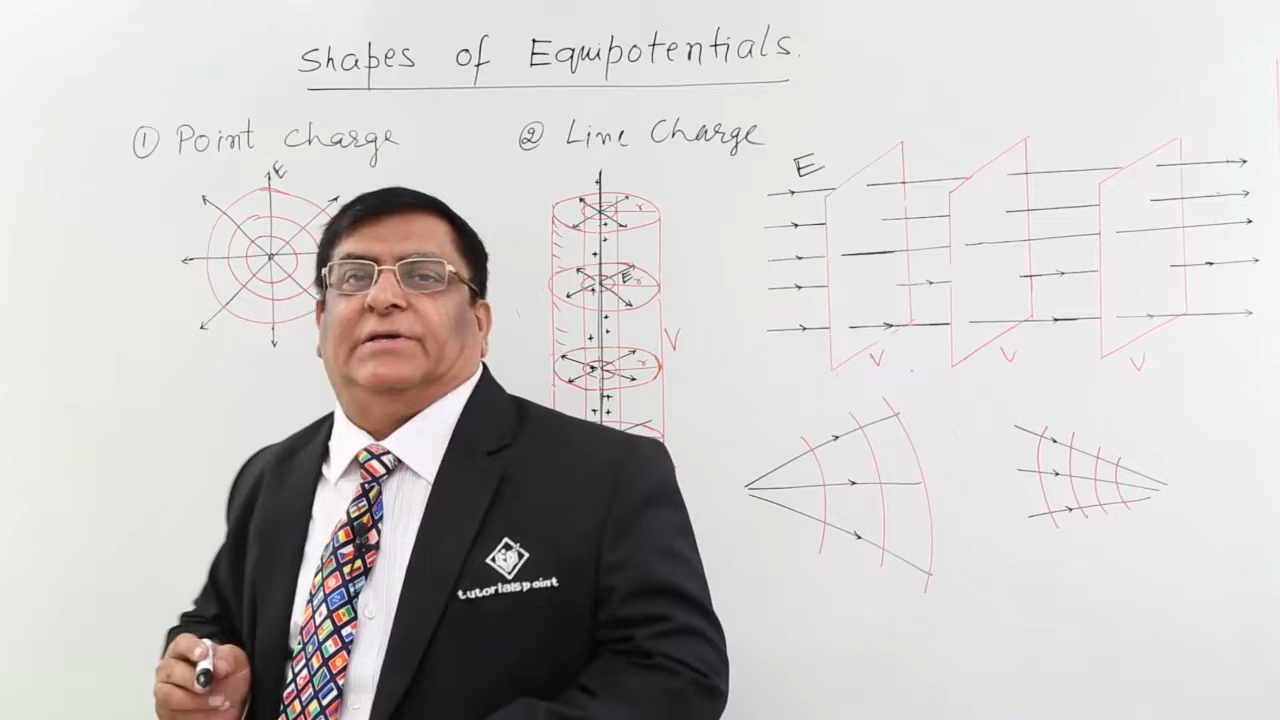 Shapes of Equipotentials.
① Point charge
② Line Charge
E
E
r
r
E
r
V
V
V
V
tutorialspoint